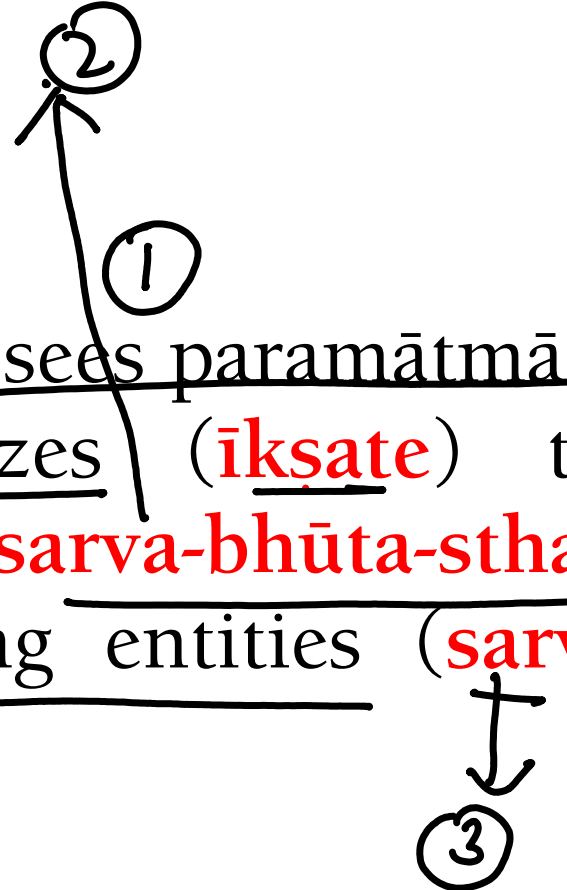 2
1
sees paramātmā
zes (īkṣate) t
sarva-bhūta-stha
ng entities (sarv
3